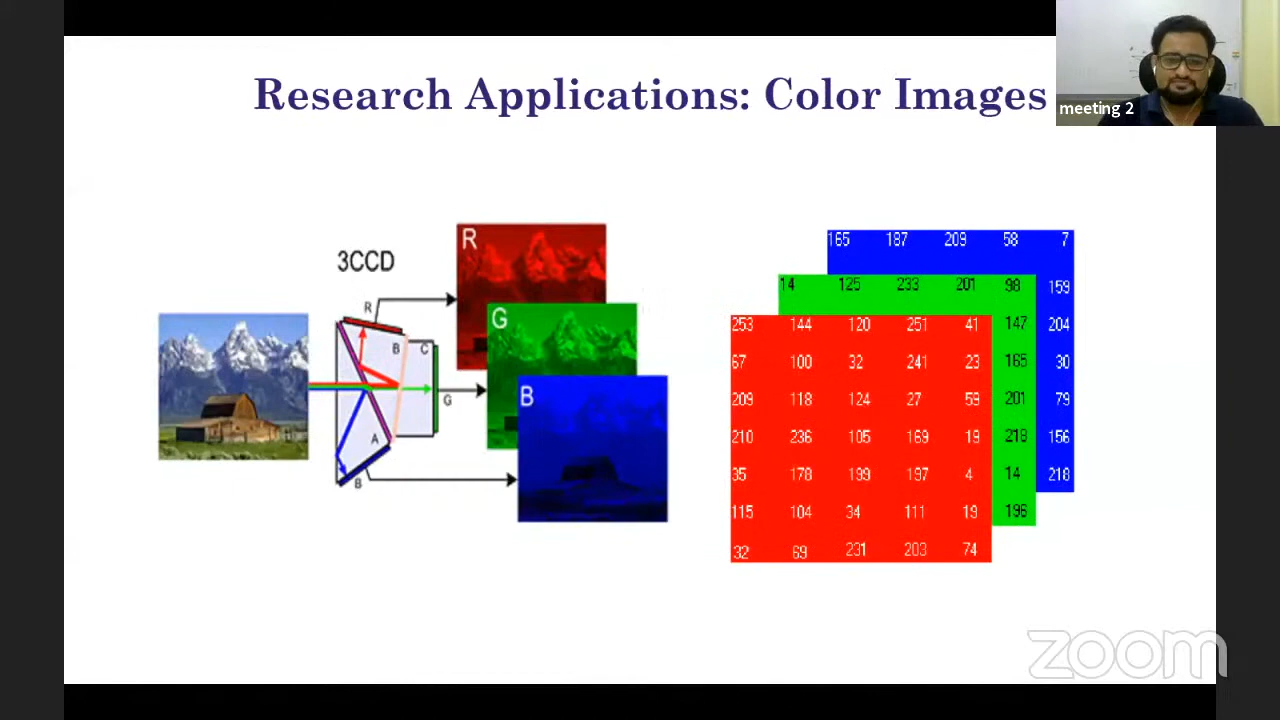 Research Applications: Color Images
meeting 2
3CCD
R
B
C
G
A
B
R
G
B
165 187 209 58 7
14 125 233 201 98 159
253 144 120 251 41 147 204
67 100 32 241 23 165 30
209 118 124 27 59 201 79
210 236 105 169 19 218 156
35 178 199 197 4 14 218
115 104 34 111 19 196
32 69 231 203 74
zoom